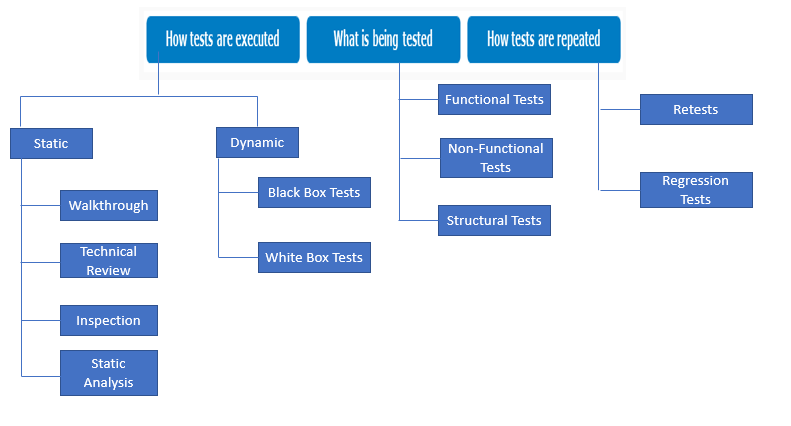 How tests are executed
What is being tested
How tests are repeated
Functional Tests
Retests
Static
Dynamic
Non-Functional
Tests
Black Box Tests
Regression
Tests
Walkthrough
Structural Tests
Technical
Review
White Box Tests
Inspection
Static
Analysis